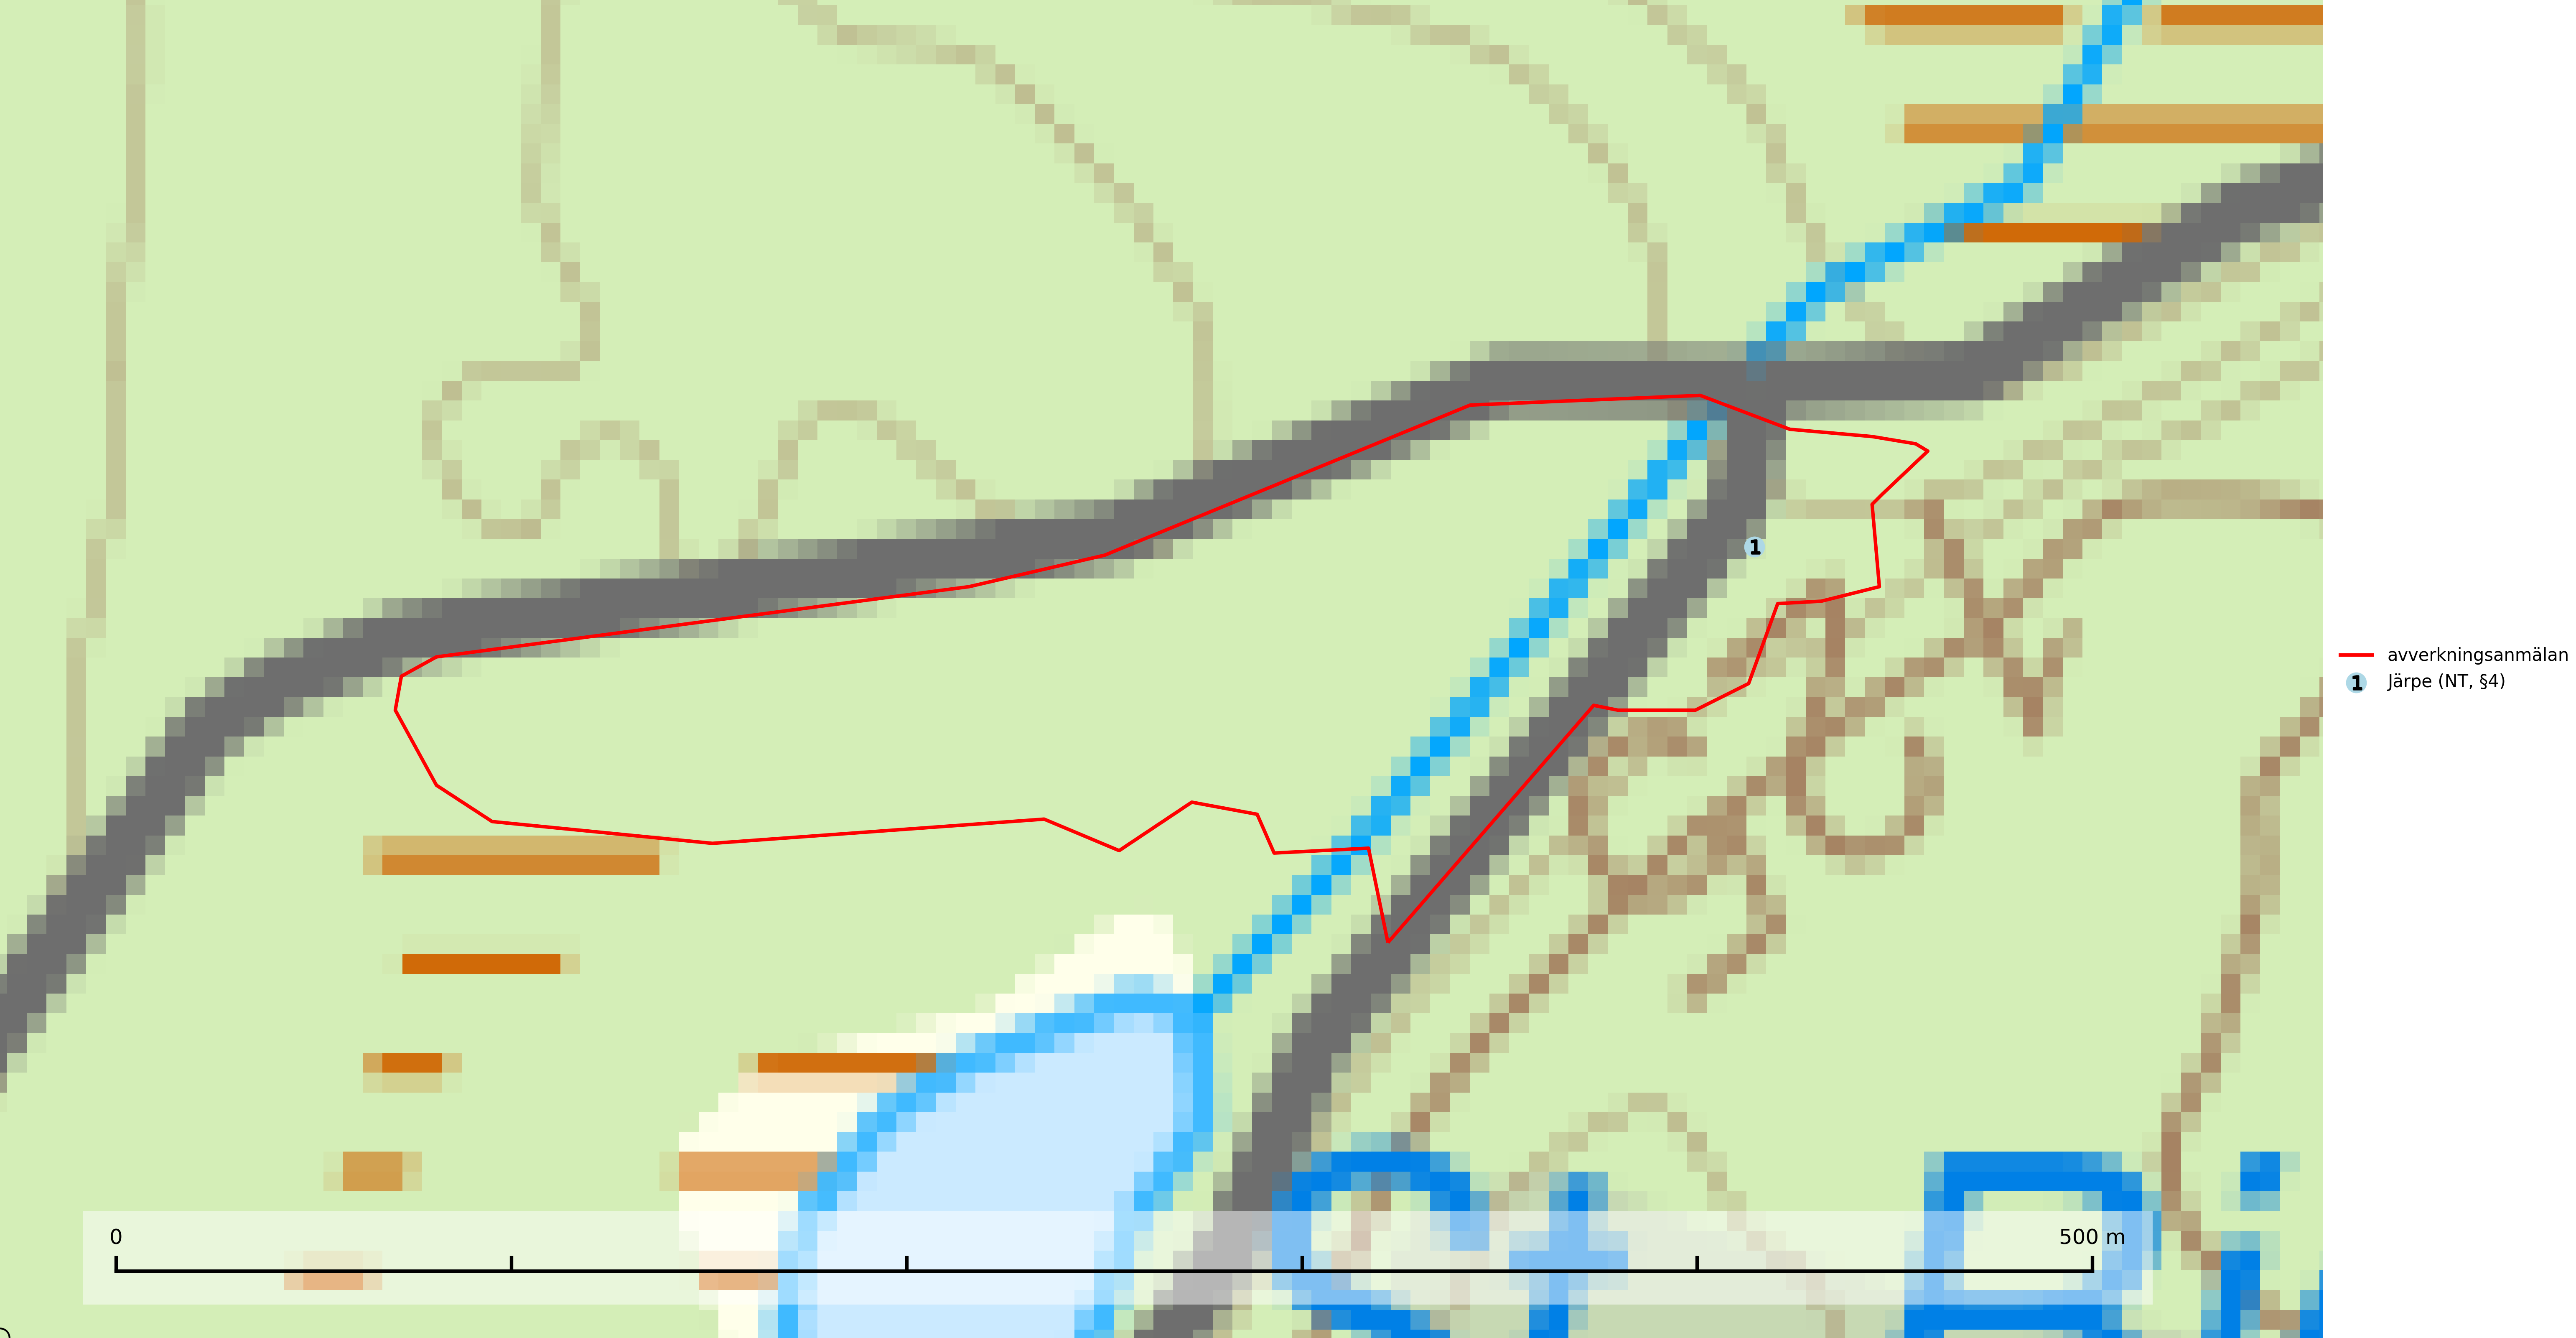 1
avverkningsanmälan
1 Järpe (NT, §4)
0 500 m